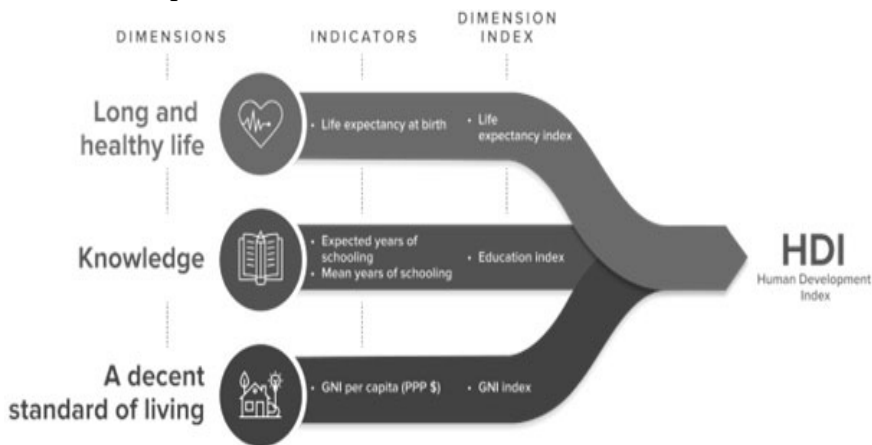 DIMENSIONS
INDICATORS
DIMENSION
INDEX
Long and
healthy life
• Life expectancy at birth
• Life
expectancy index
Knowledge
• Expected years of
schooling
• Mean years of schooling
• Education index
A decent
standard of living
• GNI per capita (PPP $)
• GNI index
HDI
Human Development
Index